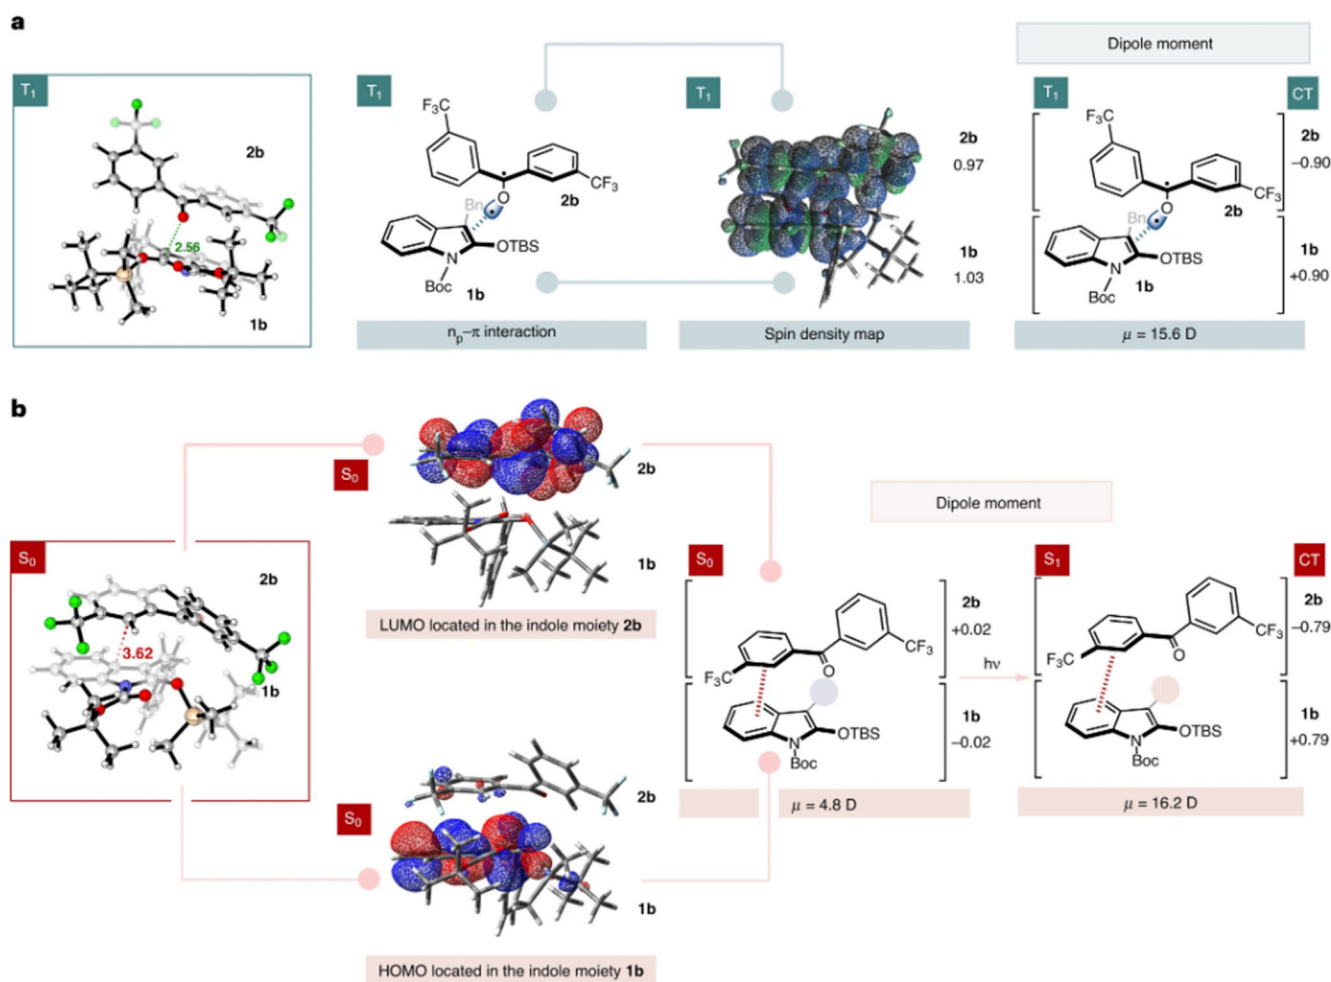 a
Dipole moment
T1
2b
2.56
1b
T1
F3C
CF3
2b
O
Bn
OTBS
N
Boc
1b
np–π interaction
T1
2b
0.97
1b
1.03
Spin density map
T1
CT
F3C
CF3
2b
−0.90
O
Bn
OTBS
N
Boc
1b
1b
+0.90
2b
μ = 15.6 D
b
S0
2b
1b
LUMO located in the indole moiety 2b
S0
2b
3.62
1b
S0
2b
1b
HOMO located in the indole moiety 1b
Dipole moment
S0
2b
+0.02
CF3
F3C
O
1b
−0.02
OTBS
N
Boc
μ = 4.8 D
hν
S1
CT
2b
−0.79
CF3
F3C
O
1b
+0.79
OTBS
N
Boc
μ = 16.2 D